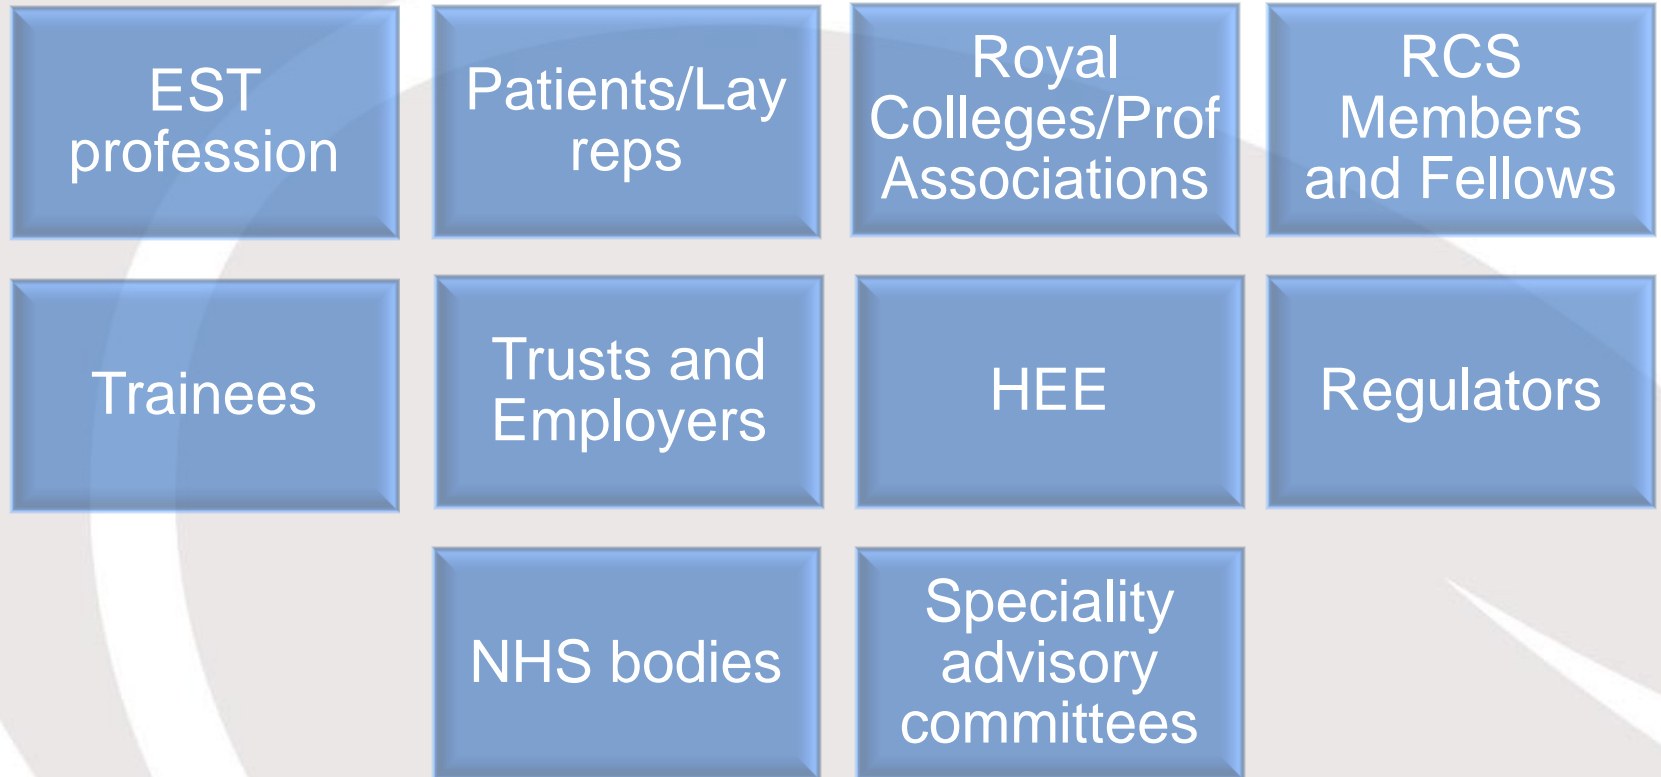 EST
profession
Patients/Lay
reps
Royal
Colleges/Prof
Associations
RCS
Members
and Fellows
Trainees
Trusts and
Employers
HEE
Regulators
NHS bodies
Speciality
advisory
committees